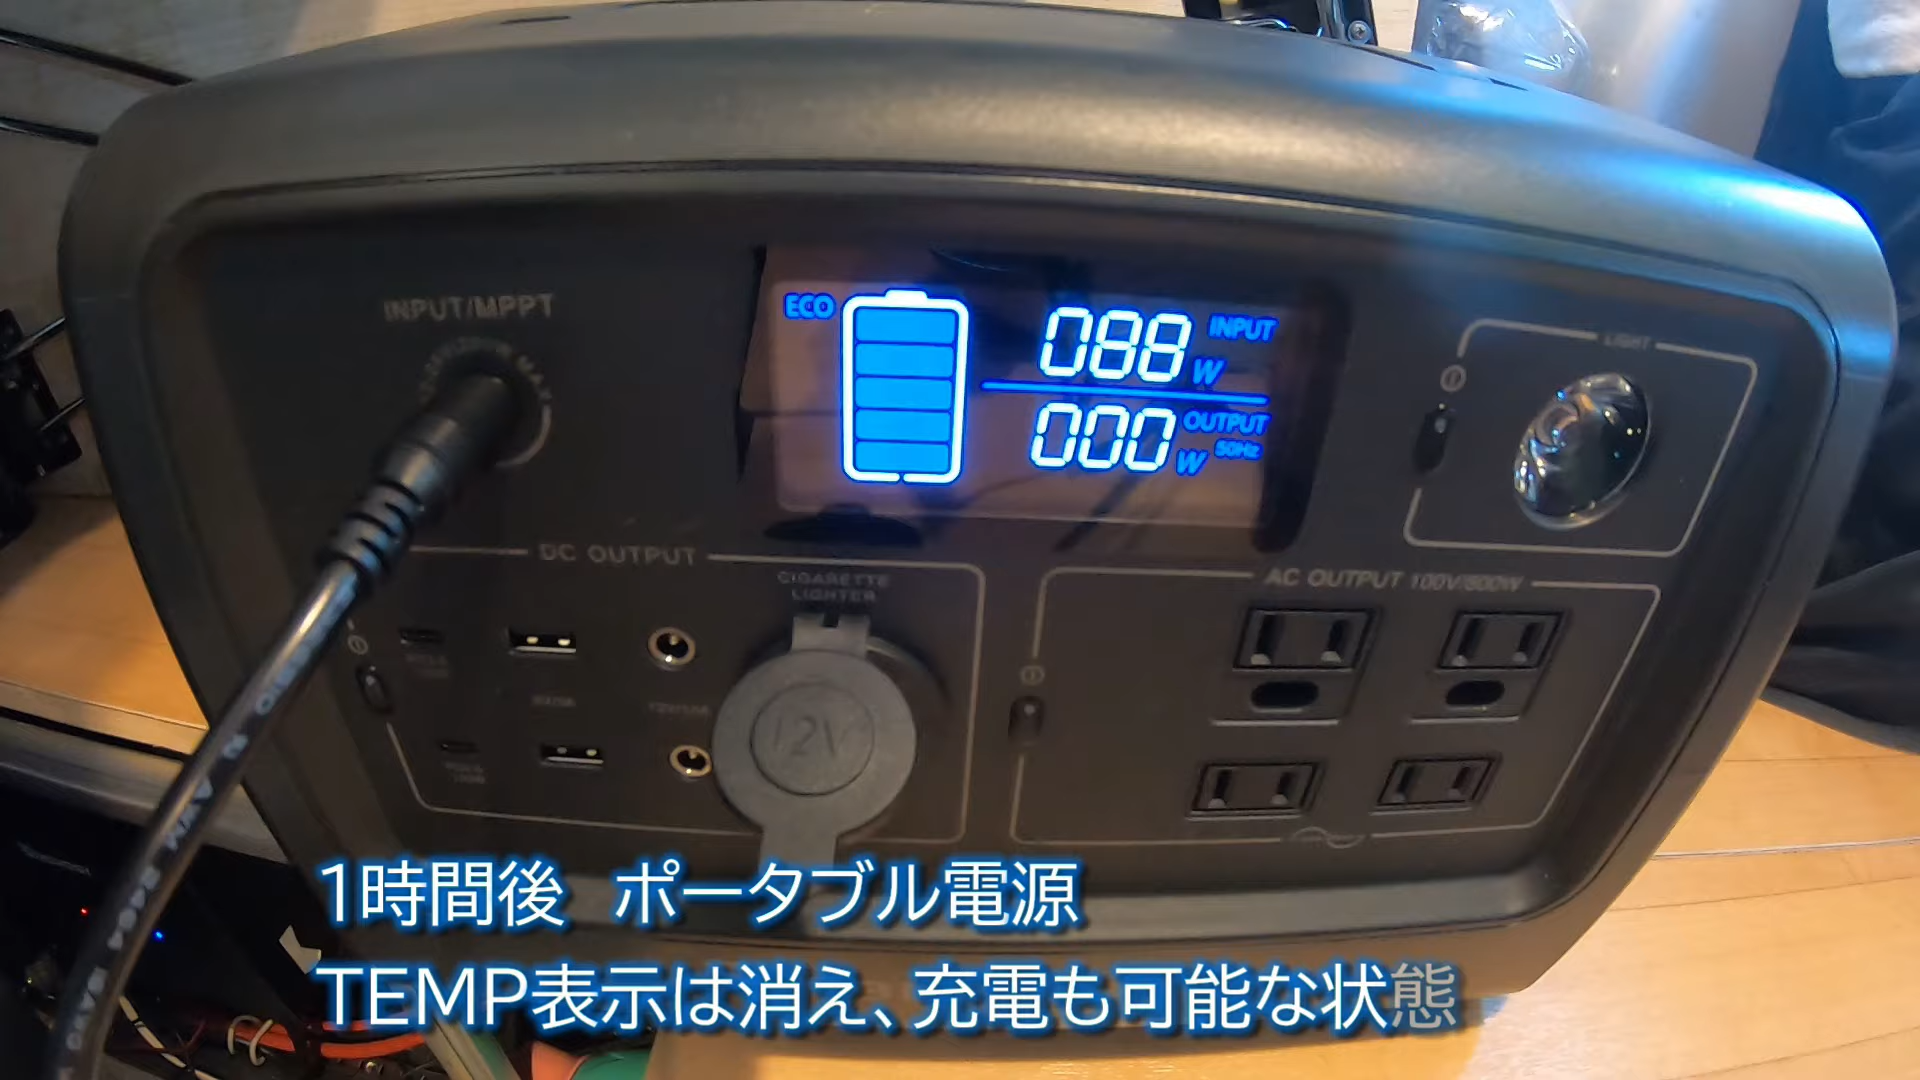 INPUT/MPPT
ECO
088 W INPUT
000 W OUTPUT
50Hz
LIGHT
DC OUTPUT
CIGARETTE
LIGHTER
AC OUTPUT 100V/800W
12V
1時間後　ポータブル電源
TEMP表示は消え、充電も可能な状態